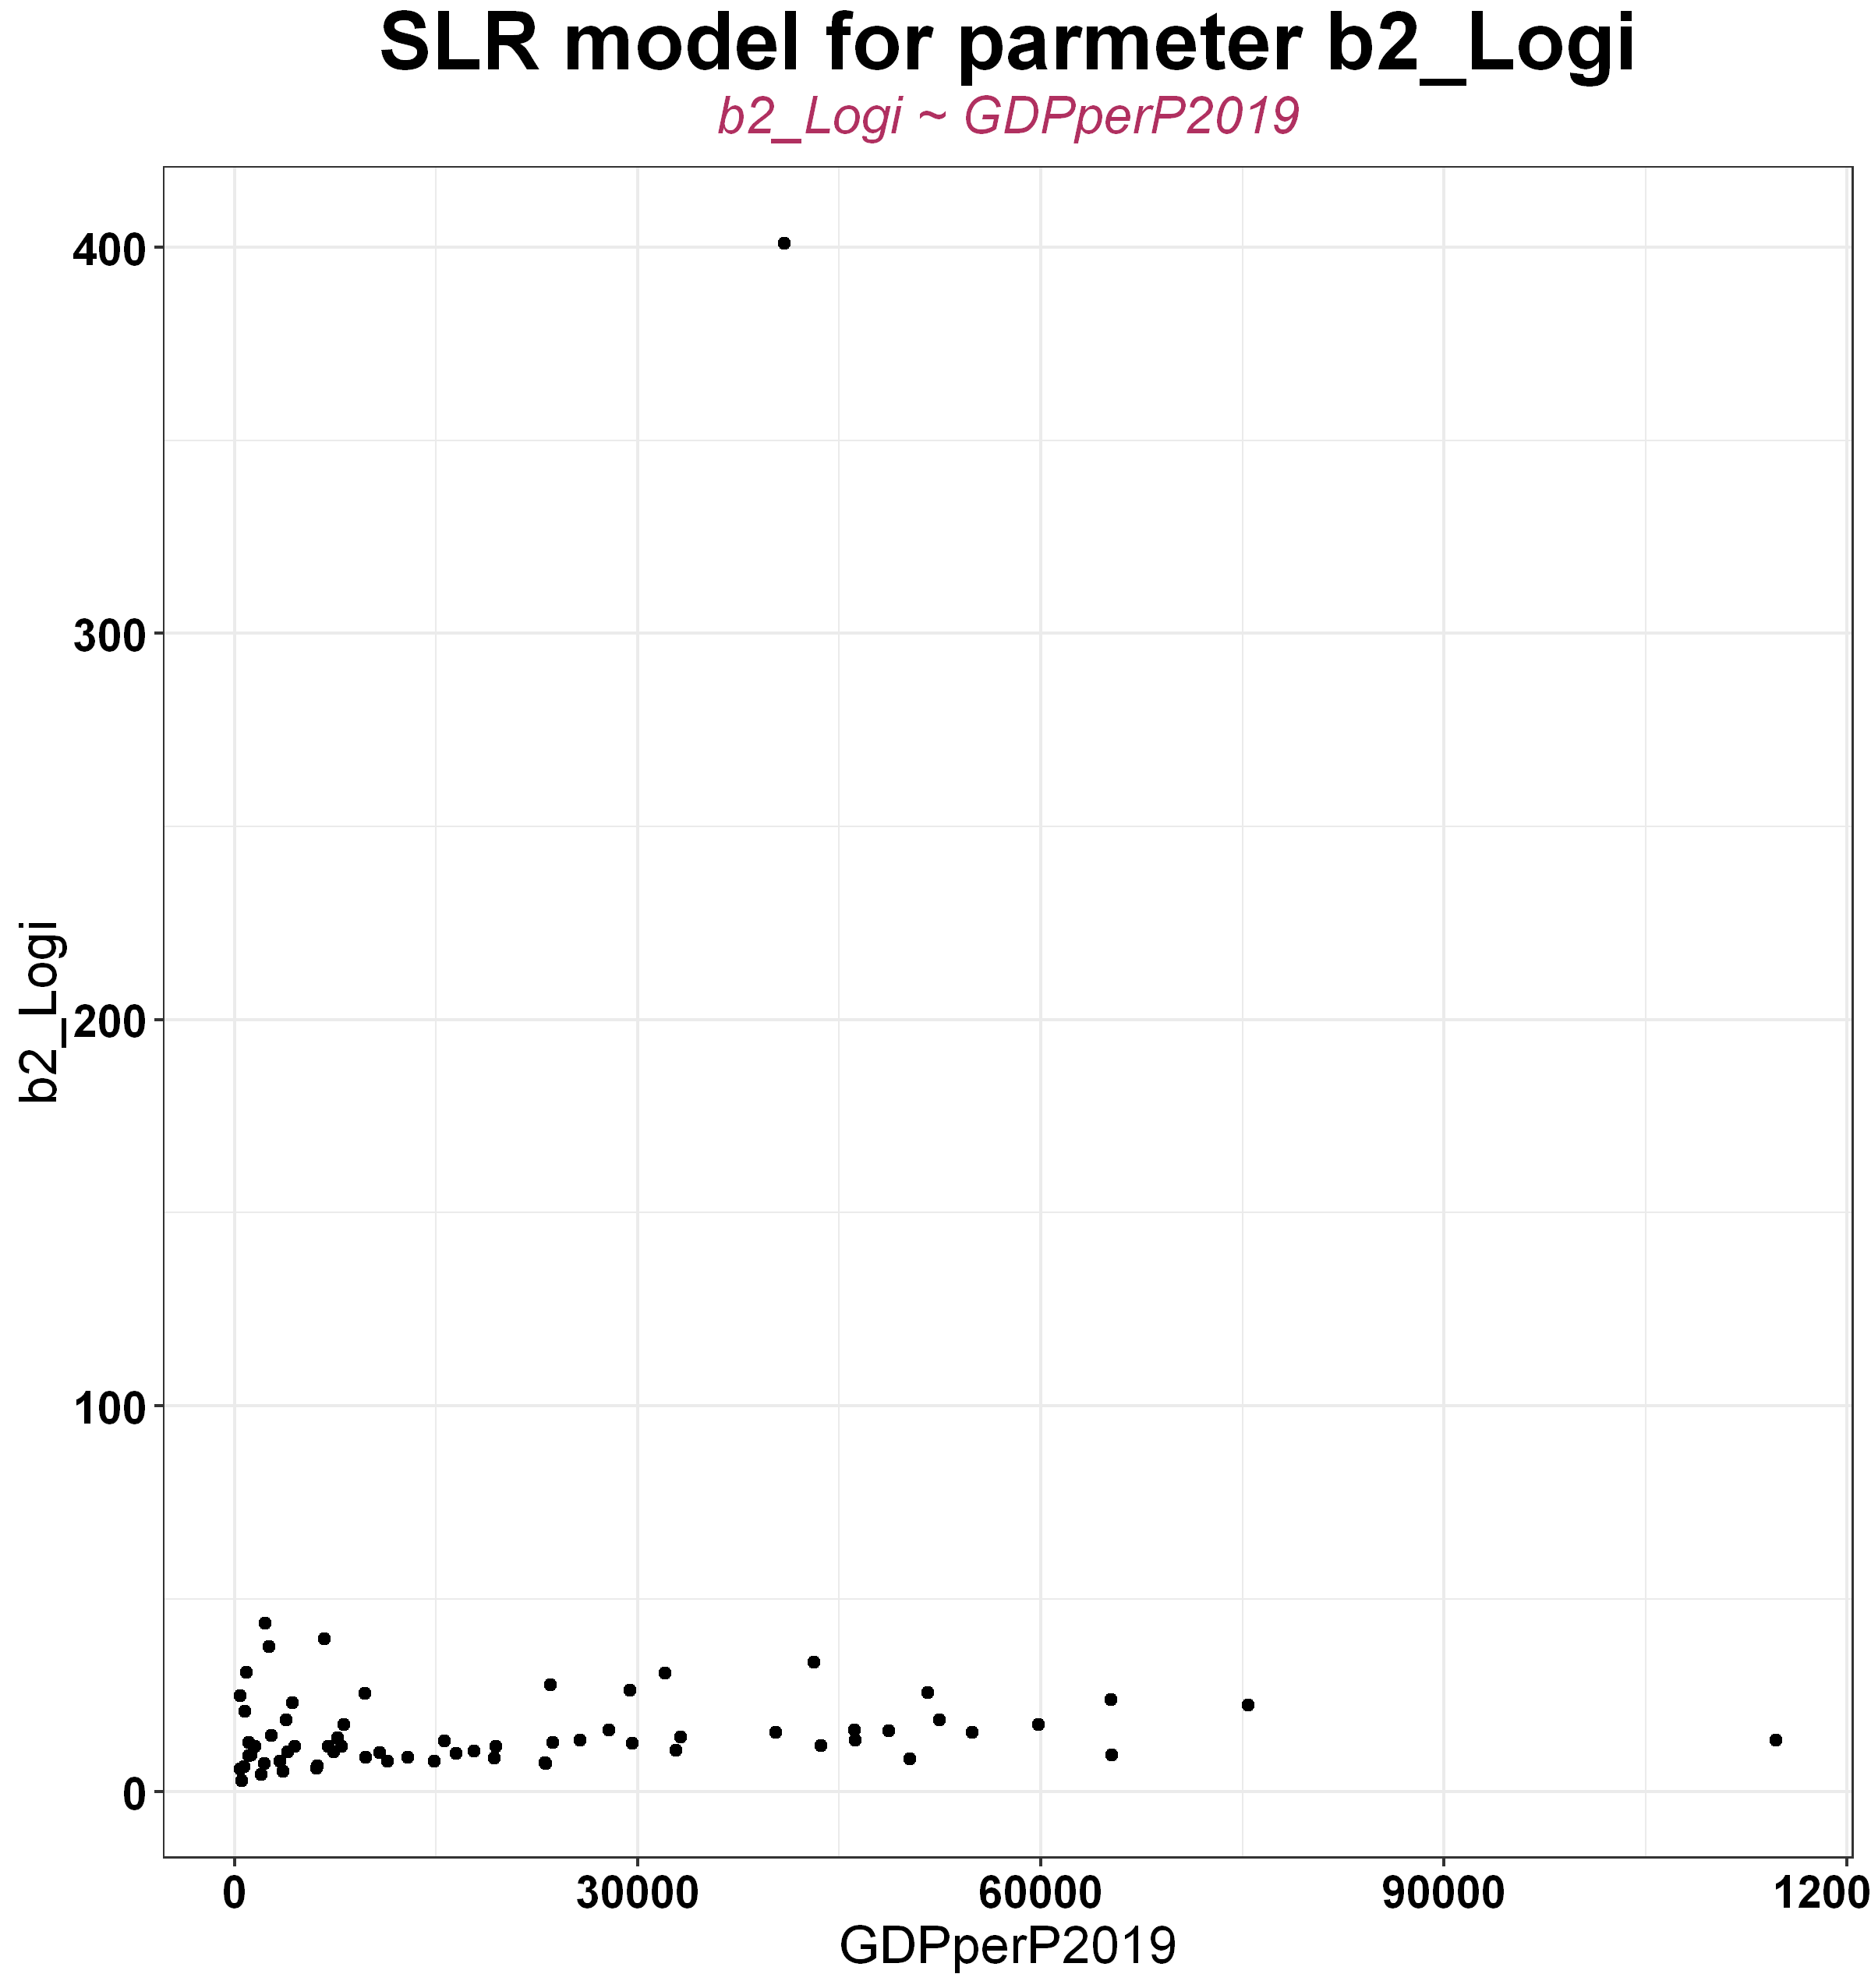 SLR model for parmeter b2_Logi
b2_Logi ~ GDPperP2019
400
300
200
100
0
b2_Logi
0 30000 60000 90000 1200
GDPperP2019